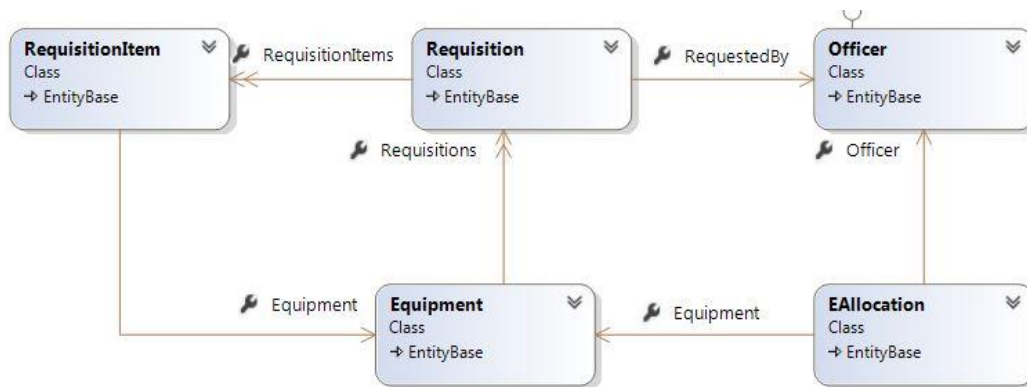 RequisitionItem
Class
EntityBase
RequisitionItems
Requisition
Class
EntityBase
RequestedBy
Officer
Class
EntityBase
Requisitions
Officer
Equipment
Equipment
Class
EntityBase
Equipment
EAllocation
Class
EntityBase